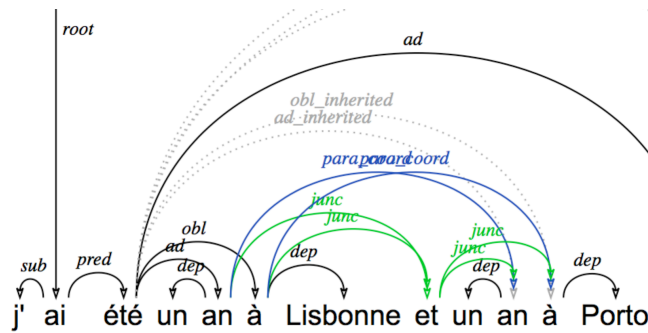 root
ad
obl_inherited
ad_inherited
para_coord para_coord
junc
junc
junc
junc
obl
ad
dep
dep
dep
dep
pred
sub
j' ai été un an à Lisbonne et un an à Porto